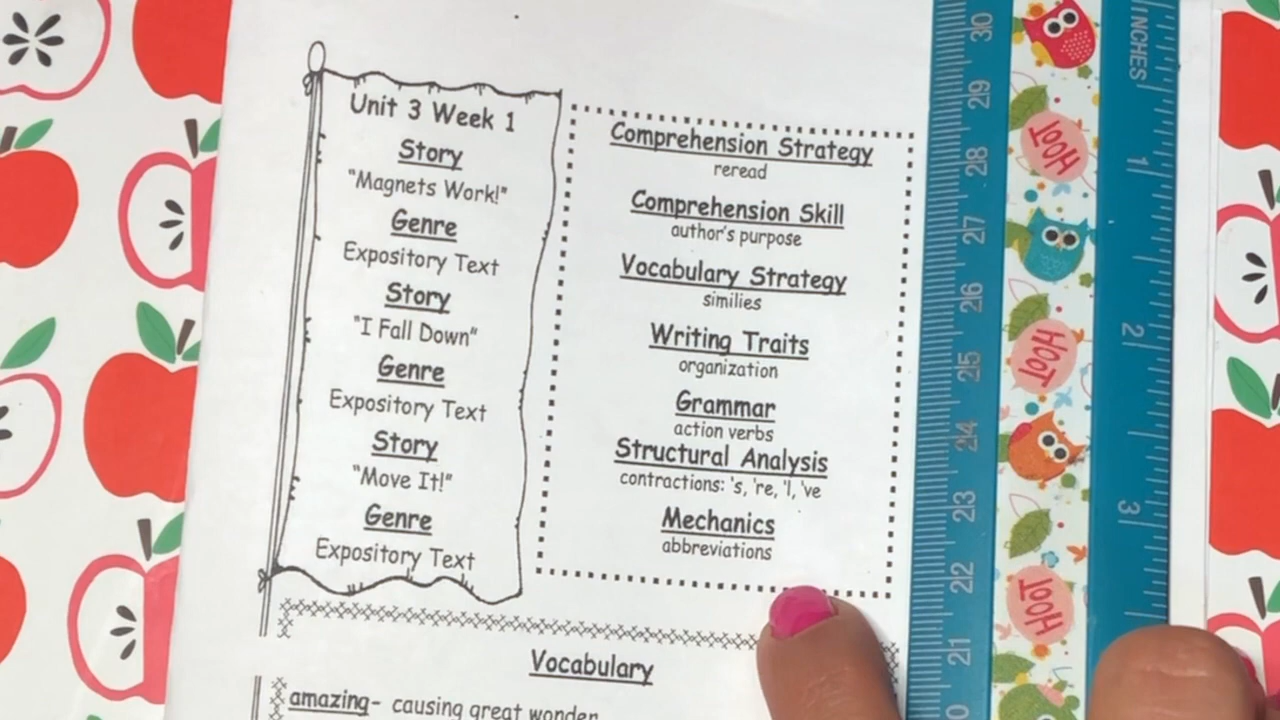 Unit 3 Week 1
Story
"Magnets Work!"
Genre
Expository Text
Story
"I Fall Down"
Genre
Expository Text
Story
"Move It!"
Genre
Expository Text
Comprehension Strategy
reread
Comprehension Skill
author's purpose
Vocabulary Strategy
similies
Writing Traits
organization
Grammar
action verbs
Structural Analysis
contractions: 's, 're, 'l, 've
Mechanics
abbreviations
Vocabulary
amazing- causing great wonder
30
29
28
27
26
25
24
23
22
21
HOOT
HOOT
HOOT
INCHES
1
2
3